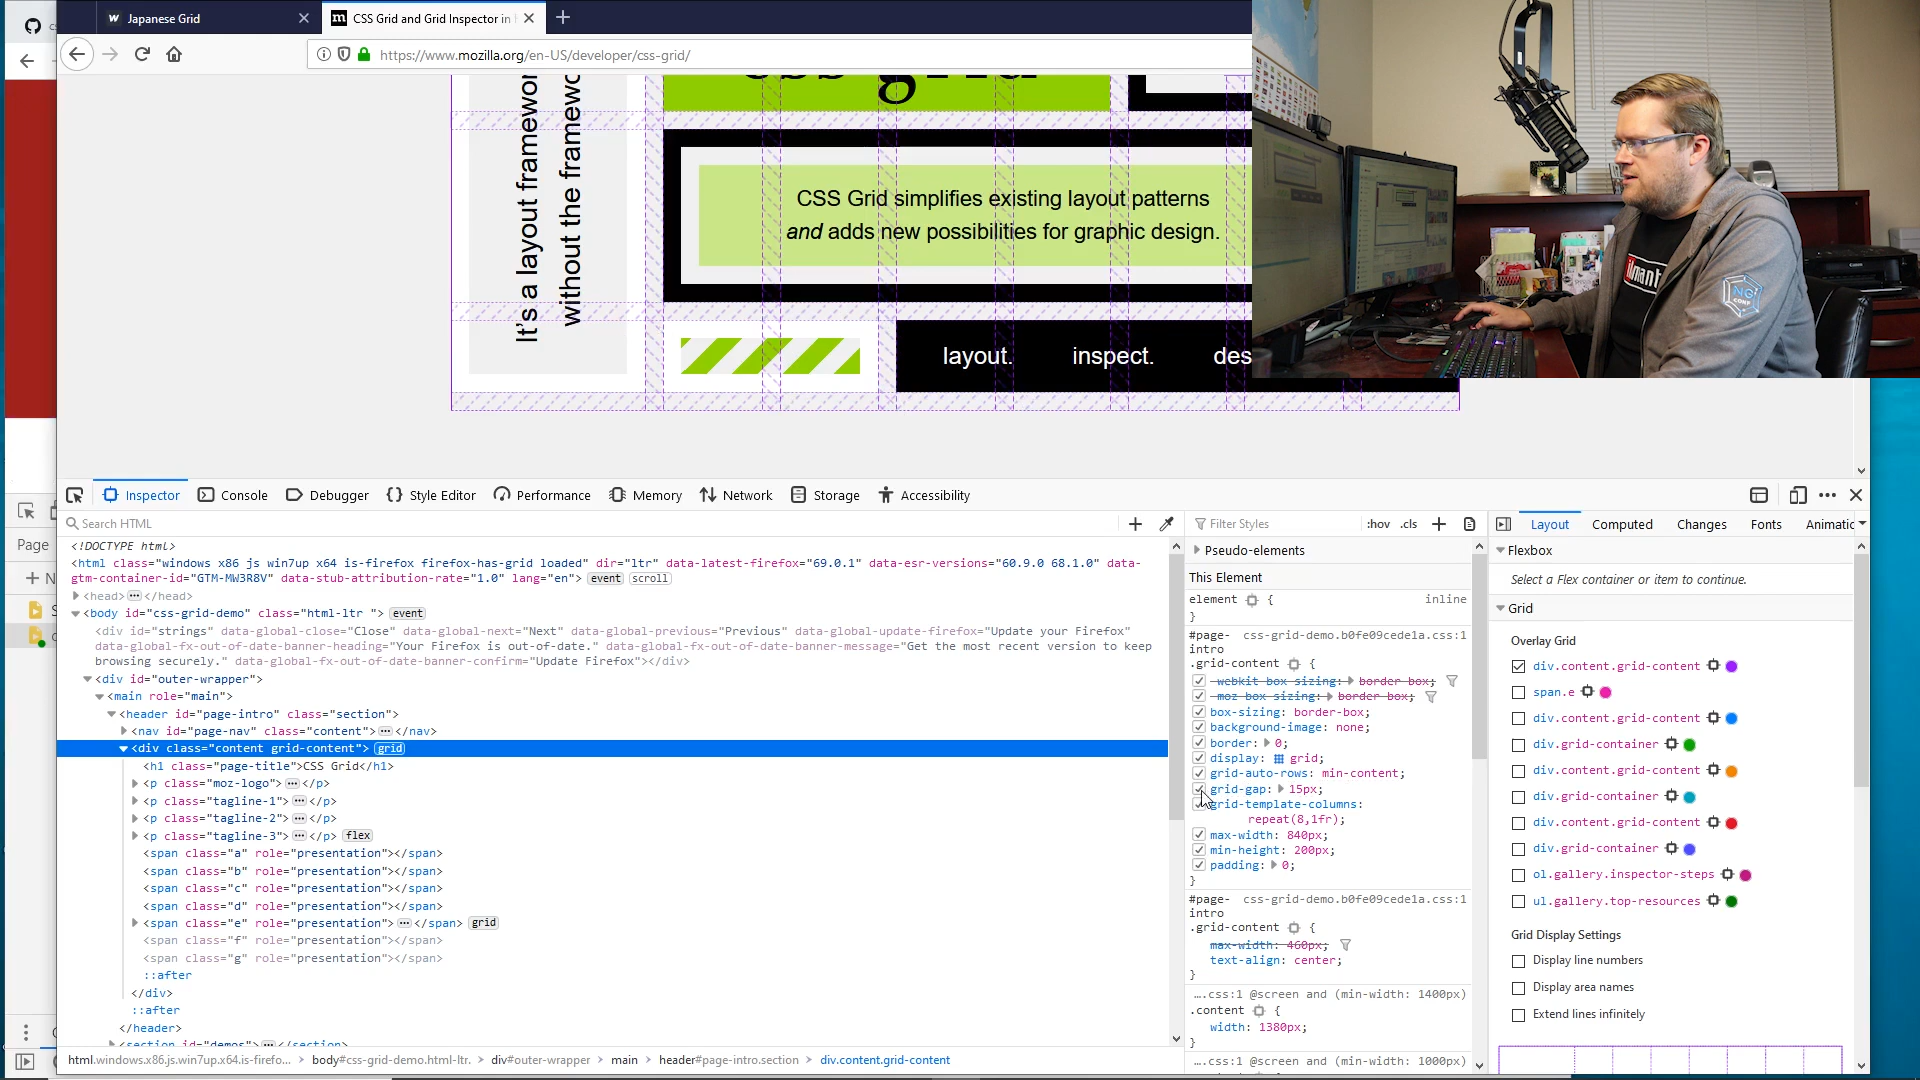 Japanese Grid
CSS Grid and Grid Inspector in
https://www.mozilla.org/en-US/developer/css-grid/
css grid
It's a layout framewor
without the framewo
CSS Grid simplifies existing layout patterns
and adds new possibilities for graphic design.
layout. inspect. des
Inspector Console Debugger Style Editor Performance Memory Network Storage Accessibility
Page
Search HTML
<!DOCTYPE html>
<html class="windows x86 js win7up x64 is-firefox firefox-has-grid loaded" dir="ltr" data-latest-firefox="69.0.1" data-esr-versions="60.9.0 68.1.0" data-
gtm-container-id="GTM-MW3R8V" data-stub-attribution-rate="1.0" lang="en"> event scroll
<head>…</head>
<body id="css-grid-demo" class="html-ltr "> event
<div id="strings" data-global-close="Close" data-global-next="Next" data-global-previous="Previous" data-global-update-firefox="Update your Firefox"
data-global-fx-out-of-date-banner-heading="Your Firefox is out-of-date." data-global-fx-out-of-date-banner-message="Get the most recent version to keep
browsing securely." data-global-fx-out-of-date-banner-confirm="Update Firefox"></div>
<div id="outer-wrapper">
<main role="main">
<header id="page-intro" class="section">
<nav id="page-nav" class="content">…</nav>
<div class="content grid-content"> grid
<h1 class="page-title">CSS Grid</h1>
<p class="moz-logo">…</p>
<p class="tagline-1">…</p>
<p class="tagline-2">…</p>
<p class="tagline-3">…</p> flex
<span class="a" role="presentation"></span>
<span class="b" role="presentation"></span>
<span class="c" role="presentation"></span>
<span class="d" role="presentation"></span>
<span class="e" role="presentation">…</span> grid
<span class="f" role="presentation"></span>
<span class="g" role="presentation"></span>
::after
</div>
::after
</header>
<section id="demos">…</section>
html.windows.x86.js.win7up.x64.is-firefo... body#css-grid-demo.html-ltr. div#outer-wrapper main header#page-intro.section div.content.grid-content
Filter Styles :hov .cls
Pseudo-elements
This Element
element { inline
}
#page- css-grid-demo.b0fe09cede1a.css:1
intro
.grid-content {
-webkit-box-sizing: border-box;
-moz-box-sizing: border-box;
box-sizing: border-box;
background-image: none;
border: 0;
display: grid;
grid-auto-rows: min-content;
grid-gap: 15px;
grid-template-columns:
repeat(8,1fr);
max-width: 840px;
min-height: 200px;
padding: 0;
}
#page- css-grid-demo.b0fe09cede1a.css:1
intro
.grid-content {
max-width: 460px;
text-align: center;
}
….css:1 @screen and (min-width: 1400px)
.content {
width: 1380px;
}
….css:1 @screen and (min-width: 1000px)
Layout Computed Changes Fonts Animatic
Flexbox
Select a Flex container or item to continue.
Grid
Overlay Grid
div.content.grid-content
span.e
div.content.grid-content
div.grid-container
div.content.grid-content
div.grid-container
div.content.grid-content
div.grid-container
ol.gallery.inspector-steps
ul.gallery.top-resources
Grid Display Settings
Display line numbers
Display area names
Extend lines infinitely
NG
CONF